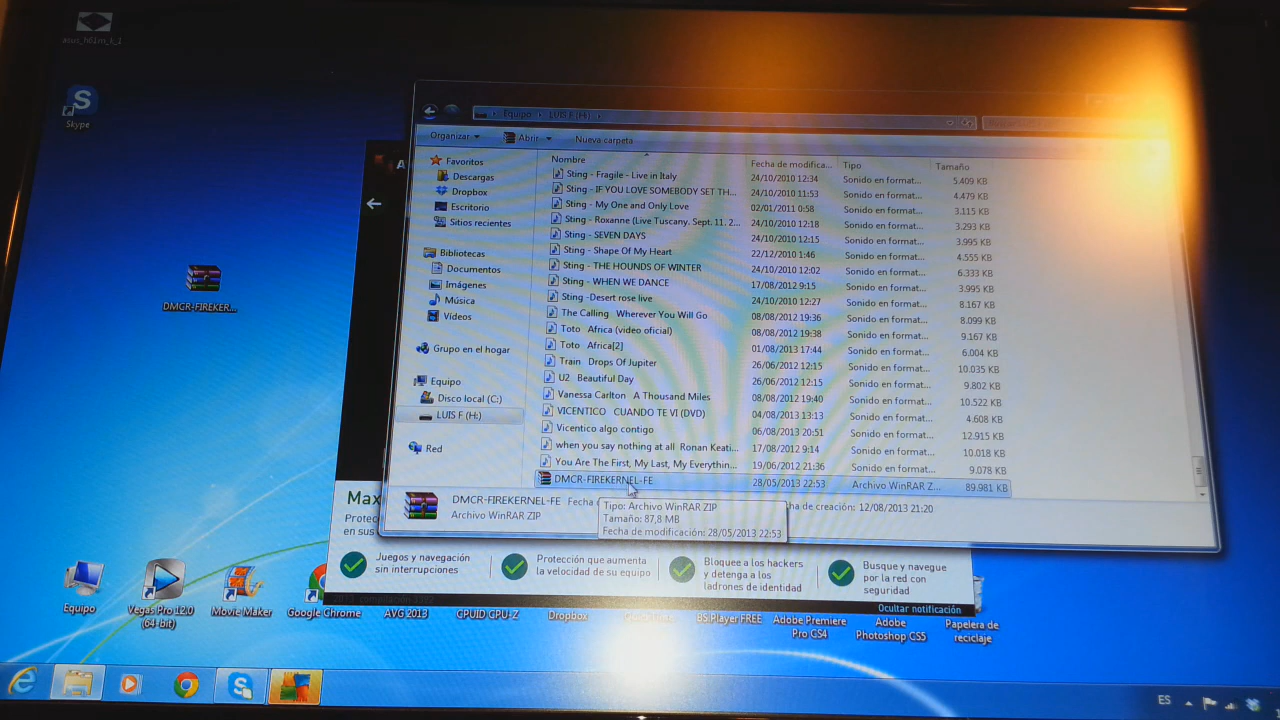 asus_h61m_k_1
Skype
DMCR-FIREKER...
Equipo LUIS F (H:)
Organizar Abrir Nueva carpeta
Favoritos
Descargas
Dropbox
Escritorio
Sitios recientes
Bibliotecas
Documentos
Imágenes
Música
Vídeos
Grupo en el hogar
Equipo
Disco local (C:)
LUIS F (H:)
Red
Nombre Fecha de modifica... Tipo Tamaño
Sting - Fragile - Live in Italy 24/10/2010 12:34 Sonido en format... 5.409 KB
Sting - IF YOU LOVE SOMEBODY SET TH... 24/10/2010 11:53 Sonido en format... 4.479 KB
Sting - My One and Only Love 02/01/2011 0:58 Sonido en format... 3.115 KB
Sting - Roxanne (Live Tuscany, Sept. 11, 2... 24/10/2010 12:18 Sonido en format... 3.293 KB
Sting - SEVEN DAYS 24/10/2010 12:15 Sonido en format... 3.995 KB
Sting - Shape Of My Heart 22/12/2010 1:46 Sonido en format... 4.555 KB
Sting - THE HOUNDS OF WINTER 24/10/2010 12:02 Sonido en format... 6.333 KB
Sting - WHEN WE DANCE 17/08/2012 9:15 Sonido en format... 3.995 KB
Sting -Desert rose live 24/10/2010 12:27 Sonido en format... 8.167 KB
The Calling Wherever You Will Go 08/08/2012 19:36 Sonido en format... 8.099 KB
Toto Africa (video oficial) 08/08/2012 19:38 Sonido en format... 9.167 KB
Toto Africa[2] 01/08/2013 17:44 Sonido en format... 6.004 KB
Train Drops Of Jupiter 26/06/2012 12:15 Sonido en format... 10.035 KB
U2 Beautiful Day 26/06/2012 12:15 Sonido en format... 9.802 KB
Vanessa Carlton A Thousand Miles 08/08/2012 19:40 Sonido en format... 10.522 KB
VICENTICO CUANDO TE VI (DVD) 04/08/2013 13:13 Sonido en format... 4.608 KB
Vicentico algo contigo 06/08/2013 20:51 Sonido en format... 12.915 KB
when you say nothing at all Ronan Keati... 17/08/2012 9:14 Sonido en format... 10.018 KB
You Are The First, My Last, My Everythin... 19/06/2012 21:36 Sonido en format... 9.078 KB
DMCR-FIREKERNEL-FE 28/05/2013 22:53 Archivo WinRAR Z... 89.981 KB
DMCR-FIREKERNEL-FE Fecha
Archivo WinRAR ZIP
Fecha de creación: 12/08/2013 21:20
Tipo: Archivo WinRAR ZIP
Tamaño: 87,8 MB
Fecha de modificación: 28/05/2013 22:53
A
Max
Protec
en sus
Juegos y navegación
sin interrupciones
Protección que aumenta
la velocidad de su equipo
Bloquee a los hackers
y detenga a los
ladrones de identidad
Busque y navegue
por la red con
seguridad
Ocultar notificación
Equipo
Vegas Pro 12.0
(64-bit)
Movie Maker
Google Chrome
AVG 2013
CPUID CPU-Z
Dropbox
BS.Player FREE
Adobe Premiere
Pro CS4
Adobe
Photoshop CS5
Papelera de
reciclaje
ES